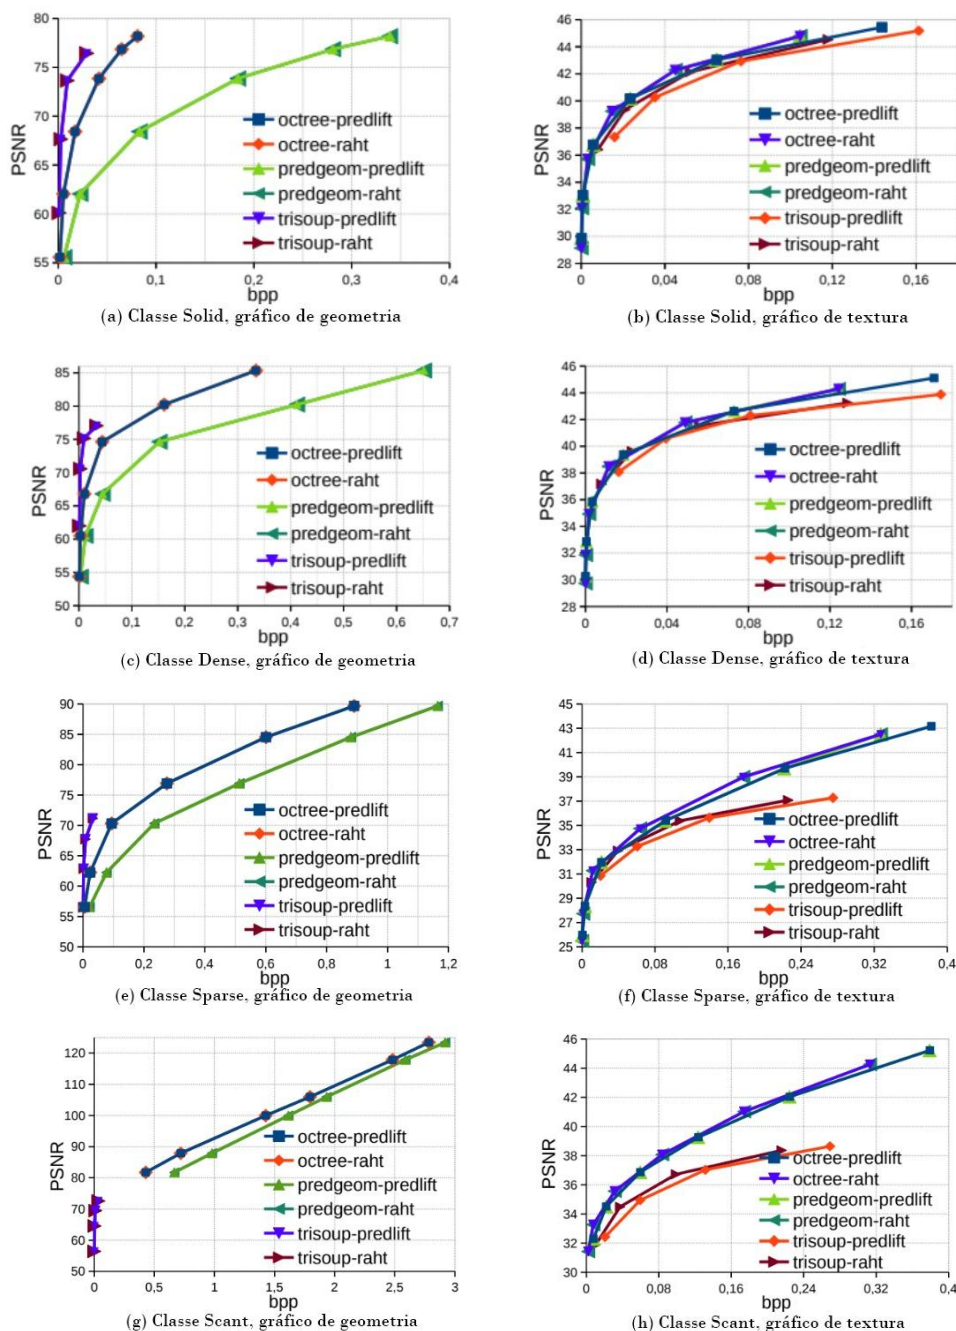 80
75
70
65
60
55
PSNR
0
0,1
0,2
0,3
0,4
bpp
octree-predlift
octree-raht
predgeom-predlift
predgeom-raht
trisoup-predlift
trisoup-raht
(a) Classe Solid, gráfico de geometria
46
44
42
40
36
32
29
28
PSNR
0
0,04
0,08
0,12
0,16
bpp
octree-predlift
octree-raht
predgeom-predlift
predgeom-raht
trisoup-predlift
trisoup-raht
(b) Classe Solid, gráfico de textura
85
80
75
70
65
60
55
50
PSNR
0
0,1
0,2
0,3
0,4
0,5
0,6
0,7
bpp
octree-predlift
octree-raht
predgeom-predlift
predgeom-raht
trisoup-predlift
trisoup-raht
(c) Classe Dense, gráfico de geometria
46
44
42
40
36
34
32
30
28
PSNR
0
0,04
0,08
0,12
0,16
bpp
octree-predlift
octree-raht
predgeom-predlift
predgeom-raht
trisoup-predlift
trisoup-raht
(d) Classe Dense, gráfico de textura
90
85
80
75
70
65
60
55
50
PSNR
0
0,2
0,4
0,6
0,8
1
1,2
bpp
octree-predlift
octree-raht
predgeom-predlift
predgeom-raht
trisoup-predlift
trisoup-raht
(e) Classe Sparse, gráfico de geometria
45
43
41
39
37
35
33
31
29
27
25
PSNR
0
0,08
0,16
0,24
0,32
0,4
bpp
octree-predlift
octree-raht
predgeom-predlift
predgeom-raht
trisoup-predlift
trisoup-raht
(f) Classe Sparse, gráfico de textura
120
110
100
90
80
70
60
50
PSNR
0
0,5
1
1,5
2
2,5
3
bpp
octree-predlift
octree-raht
predgeom-predlift
predgeom-raht
trisoup-predlift
trisoup-raht
(g) Classe Scant, gráfico de geometria
46
44
42
40
38
36
34
32
30
PSNR
0
0,08
0,16
0,24
0,32
0,4
bpp
octree-predlift
octree-raht
predgeom-predlift
predgeom-raht
trisoup-predlift
trisoup-raht
(h) Classe Scant, gráfico de textura